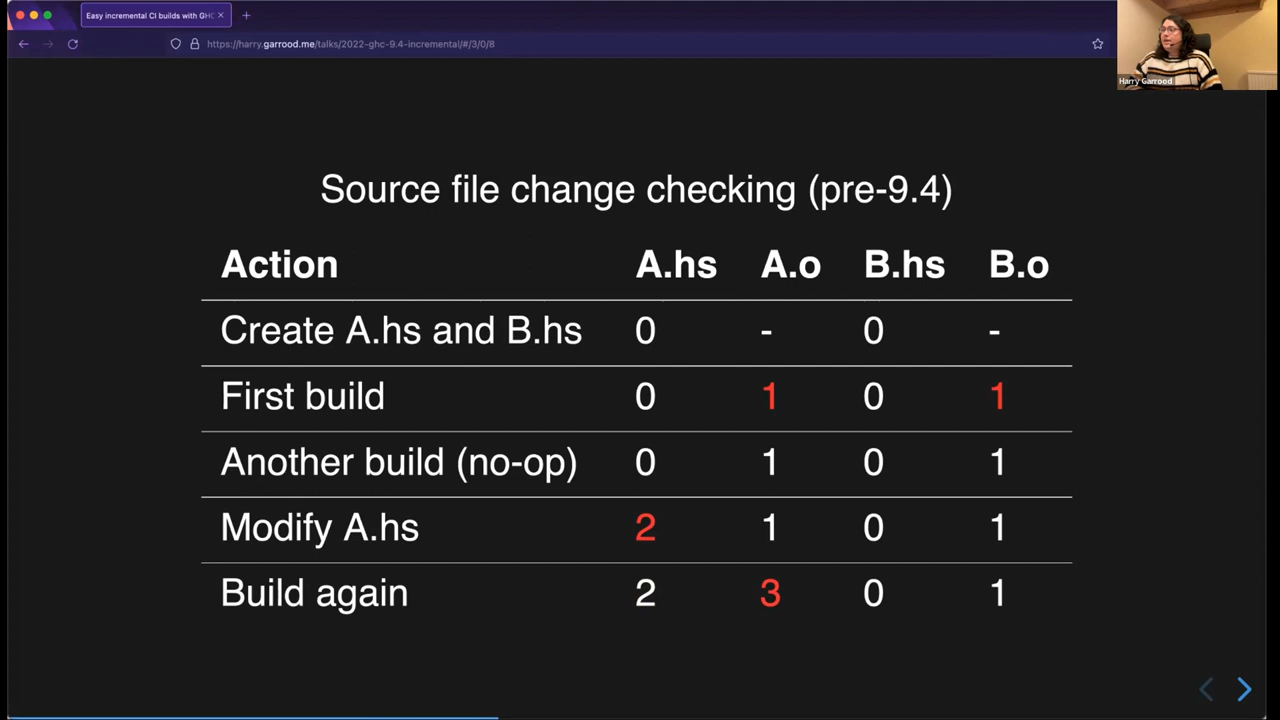 Easy incremental CI builds with GHC
https://harry.garrood.me/talks/2022-ghc-9.4-incremental/#/3/0/8
Harry Garrood
Source file change checking (pre-9.4)
Action A.hs A.o B.hs B.o
Create A.hs and B.hs 0 - 0 -
First build 0 1 0 1
Another build (no-op) 0 1 0 1
Modify A.hs 2 1 0 1
Build again 2 3 0 1